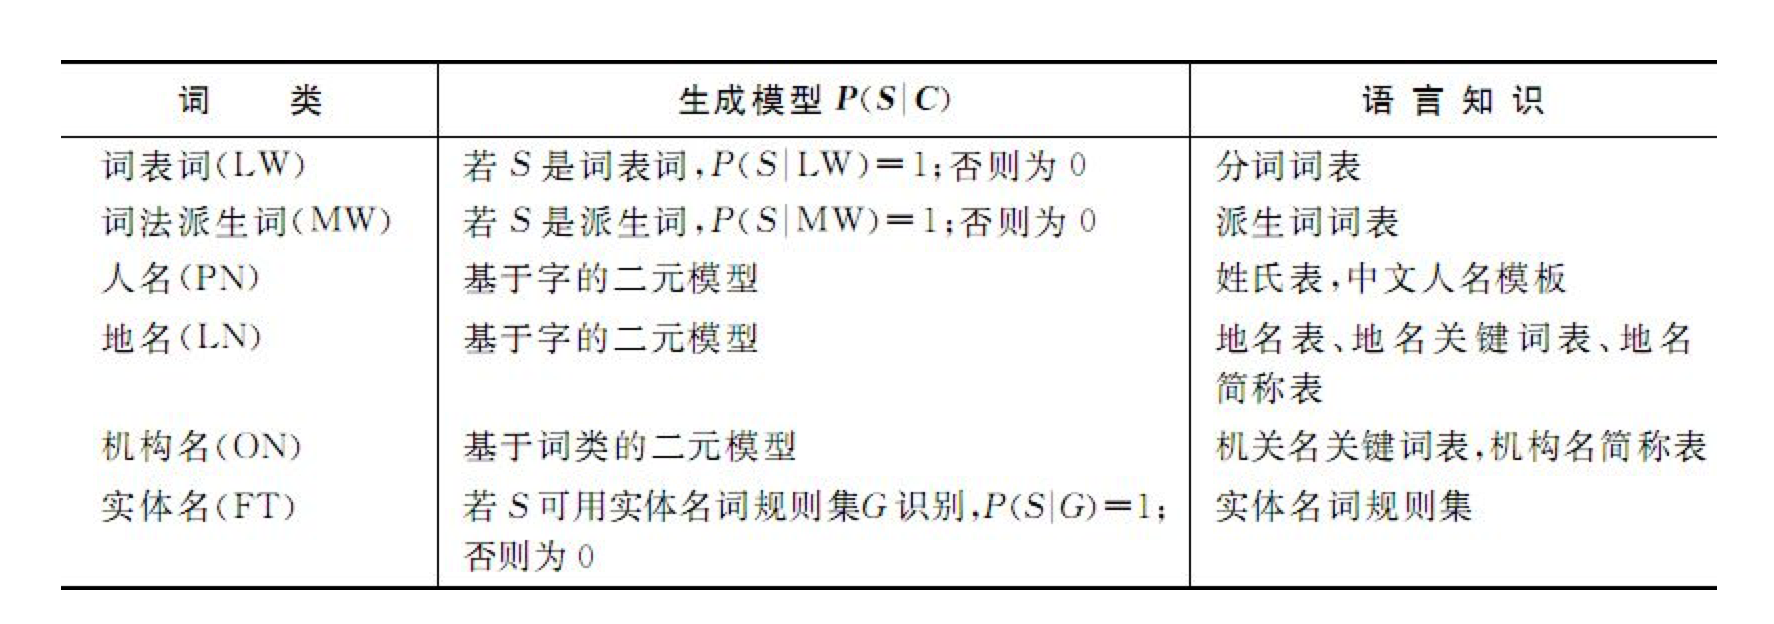 词 类 生成模型 P(S|C) 语言知识
词表词(LW) 若 S 是词表词,P(S|LW)=1;否则为 0 分词词表
词法派生词(MW) 若 S 是派生词,P(S|MW)=1;否则为 0 派生词词表
人名(PN) 基于字的二元模型 姓氏表,中文人名模板
地名(LN) 基于字的二元模型 地名表、地名关键词表、地名
简称表
机构名(ON) 基于词类的二元模型 机关名关键词表,机构名简称表
实体名(FT) 若 S 可用实体名词规则集G 识别,P(S|G)=1; 实体名词规则集
否则为 0